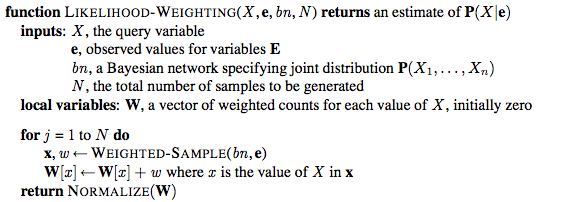 function LIKELIHOOD-WEIGHTING(X, e, bn, N) returns an estimate of P(X|e)
inputs: X, the query variable
e, observed values for variables E
bn, a Bayesian network specifying joint distribution P(X₁, . . . , Xₙ)
N, the total number of samples to be generated
local variables: W, a vector of weighted counts for each value of X, initially zero
for j = 1 to N do
x, w ← WEIGHTED-SAMPLE(bn, e)
W[x] ← W[x] + w where x is the value of X in x
return NORMALIZE(W)